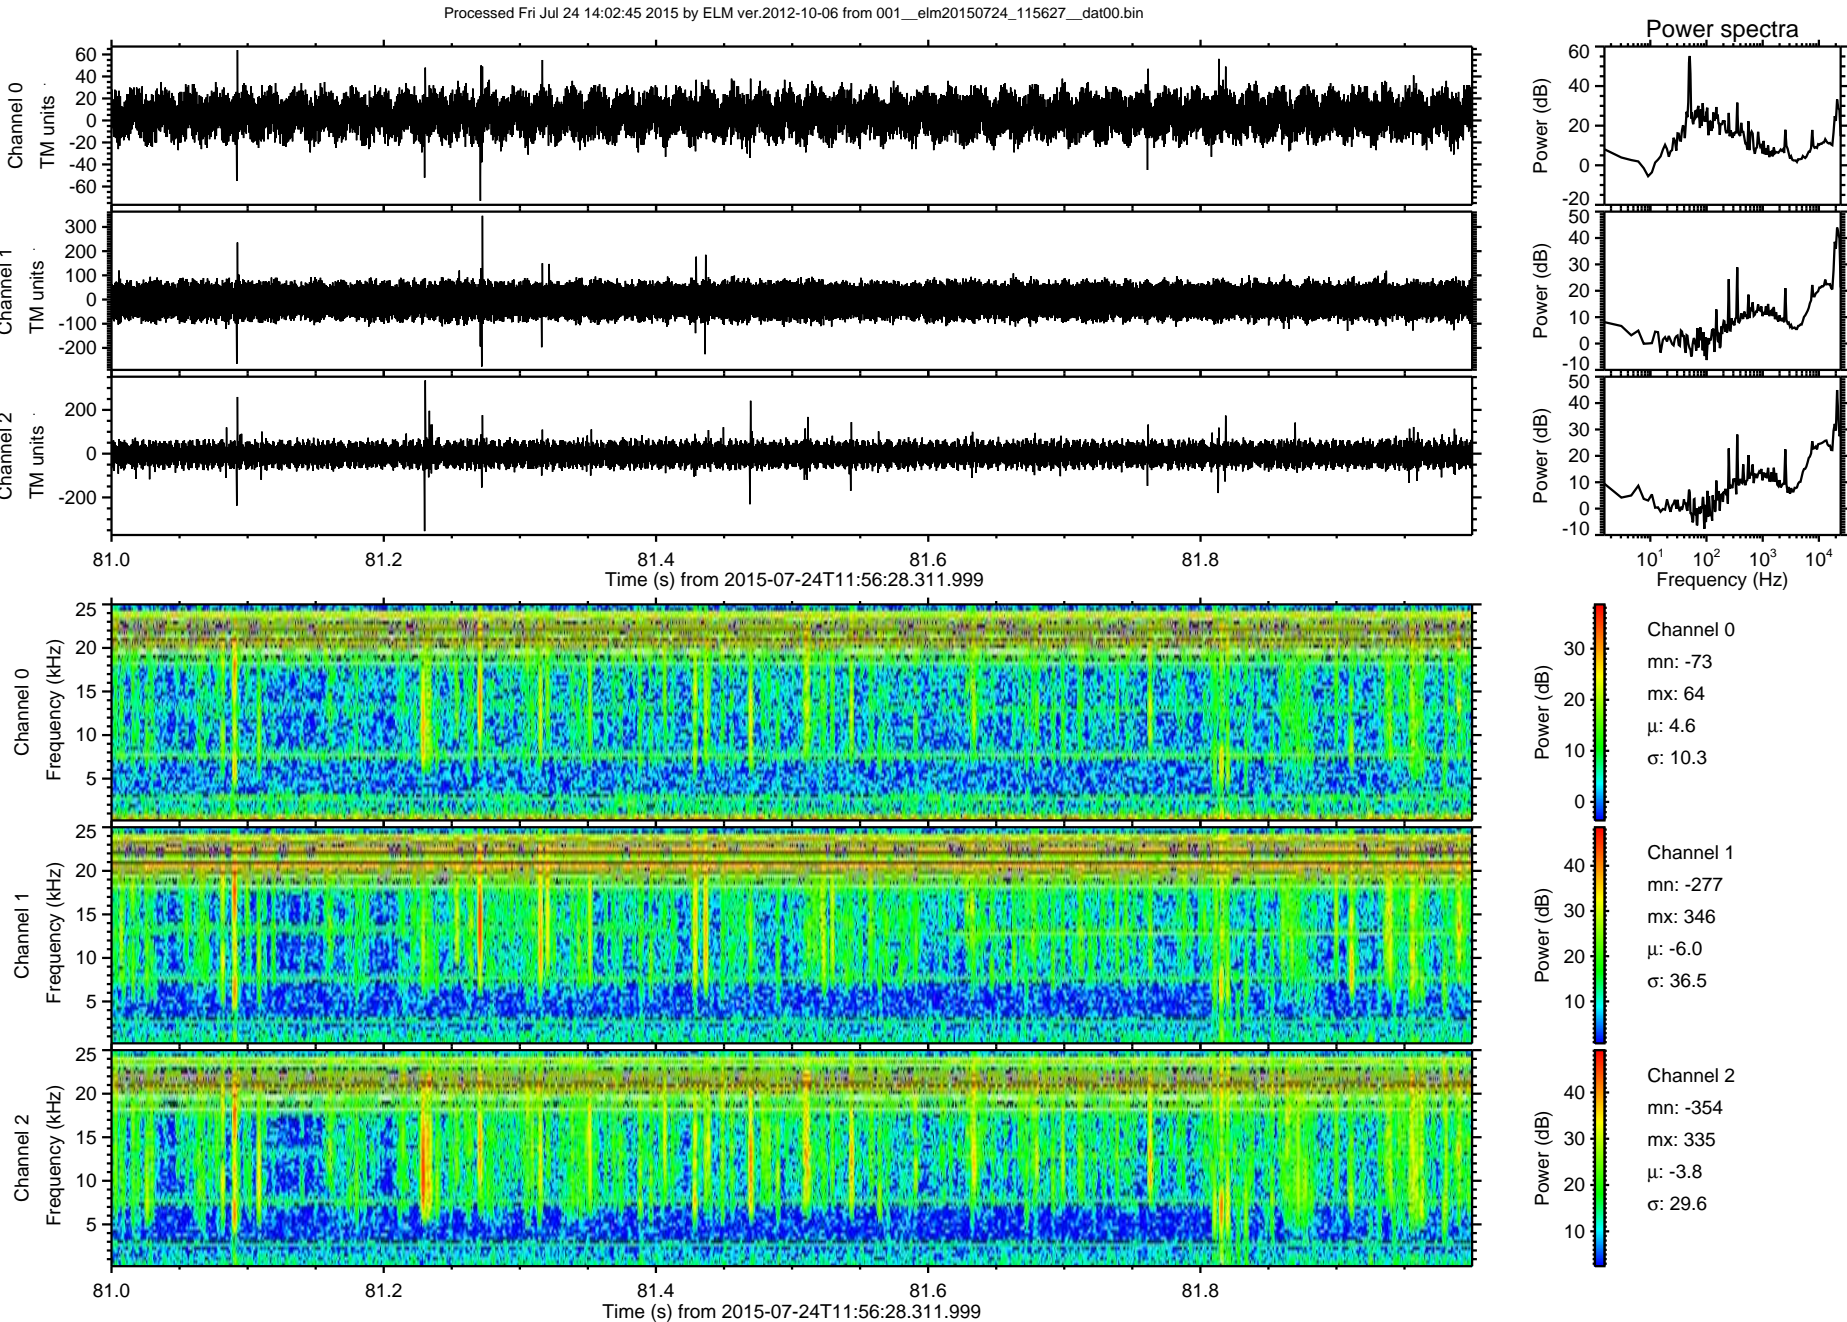 Processed Fri Jul 24 14:02:45 2015 by ELM ver.2012-10-06 from 001__elm20150724_115627__dat00.bin
Power spectra
Channel 0
TM units
60
40
20
0
-20
-40
-60
Power (dB)
60
40
20
0
-20
Channel 1
TM units
300
200
100
0
-100
-200
Power (dB)
50
40
30
20
10
0
-10
Channel 2
TM units
200
0
-200
Power (dB)
50
40
30
20
10
0
-10
81.0 81.2 81.4 81.6 81.8
Time (s) from 2015-07-24T11:56:28.311.999
10¹ 10² 10³ 10⁴
Frequency (Hz)
Channel 0
Frequency (kHz)
25
20
15
10
5
Power (dB)
30
20
10
0
Channel 0
mn: -73
mx: 64
μ: 4.6
σ: 10.3
Channel 1
Frequency (kHz)
25
20
15
10
5
Power (dB)
40
30
20
10
Channel 1
mn: -277
mx: 346
μ: -6.0
σ: 36.5
Channel 2
Frequency (kHz)
25
20
15
10
5
Power (dB)
40
30
20
10
Channel 2
mn: -354
mx: 335
μ: -3.8
σ: 29.6
81.0 81.2 81.4 81.6 81.8
Time (s) from 2015-07-24T11:56:28.311.999